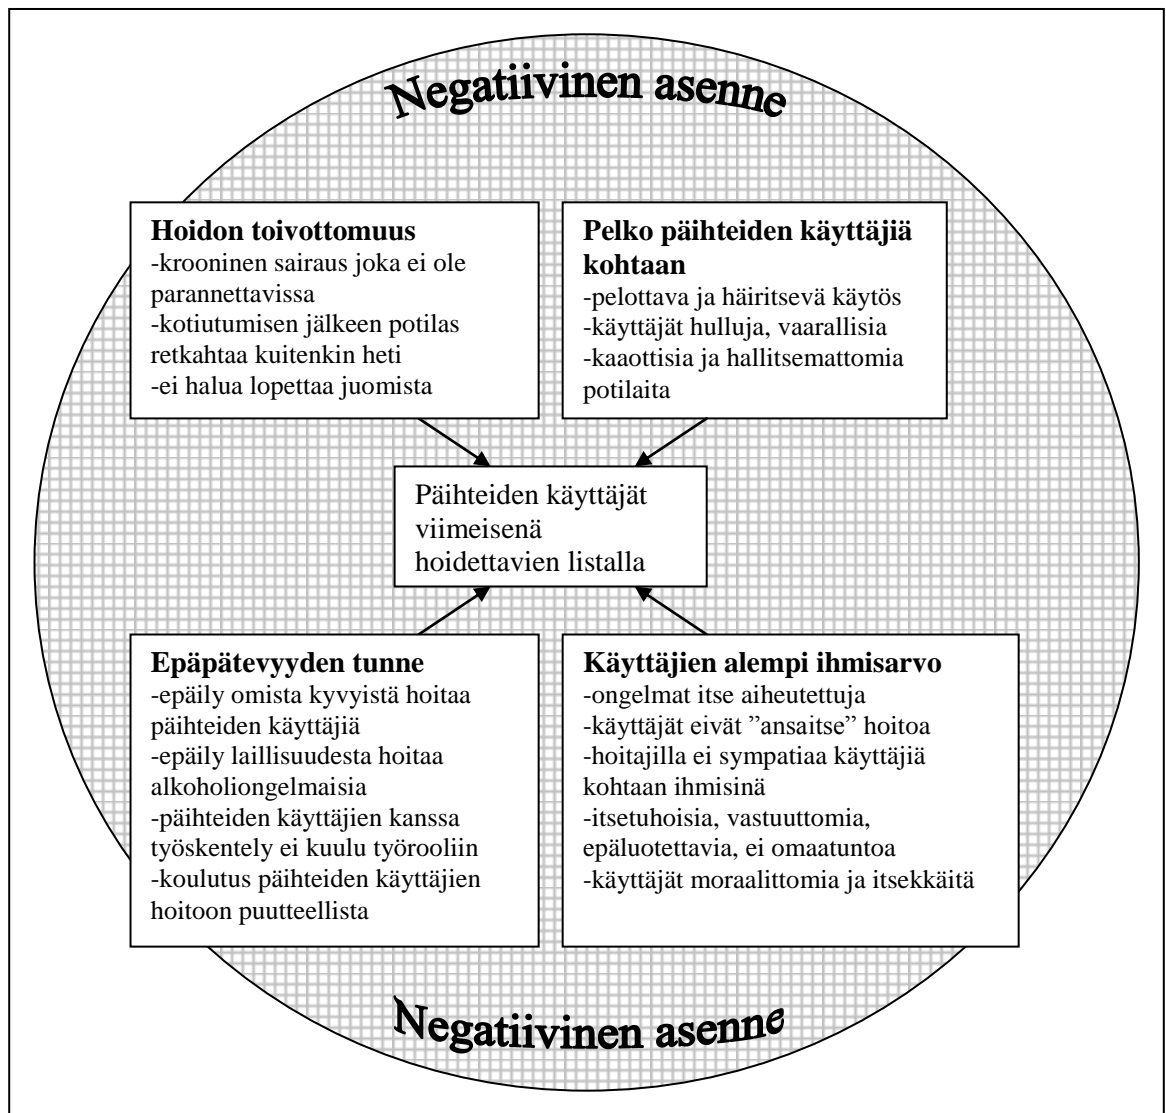 Negatiivinen asenne
Hoidon toivottomuus
-krooninen sairaus joka ei ole
parannettavissa
-kotiutumisen jälkeen potilas
retkahtaa kuitenkin heti
-ei halua lopettaa juomista
Pelko päihteiden käyttäjiä
kohtaan
-pelottava ja häiritsevä käytös
-käyttäjät hulluja, vaarallisia
-kaaottisia ja hallitsemattomia
potilaita
Päihteiden käyttäjät
viimeisenä
hoidettavien listalla
Epäpätevyyden tunne
-epäily omista kyvyistä hoitaa
päihteiden käyttäjiä
-epäily laillisuudesta hoitaa
alkoholiongelmaisia
-päihteiden käyttäjien kanssa
työskentely ei kuulu työrooliin
-koulutus päihteiden käyttäjien
hoitoon puutteellista
Käyttäjien alempi ihmisarvo
-ongelmat itse aiheutettuja
-käyttäjät eivät ”ansaitse” hoitoa
-hoitajilla ei sympatiaa käyttäjiä
kohtaan ihmisinä
-itsetuhoisia, vastuuttomia,
epäluotettavia, ei omaatuntoa
-käyttäjät moraalittomia ja itsekkäitä
Negatiivinen asenne